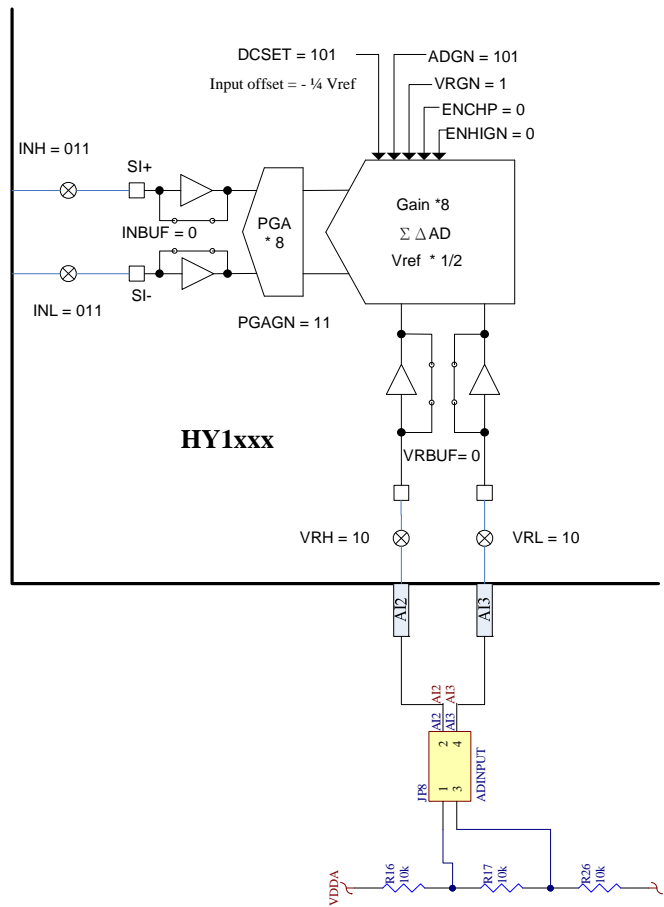 DCSET = 101
ADGN = 101
Input offset = - ¼ Vref
VRGN = 1
ENCHP = 0
ENHIGN = 0
INH = 011
SI+
INBUF = 0
PGA
* 8
Gain *8
Σ Δ AD
Vref * 1/2
SI-
INL = 011
PGAGN = 11
HY1xxx
VRBUF= 0
VRH = 10
VRL = 10
AI2
AI3
AI2
AI3
AI2
AI3
2
4
JP8
1
3
ADINPUT
VDDA
R16
10k
R17
10k
R26
10k